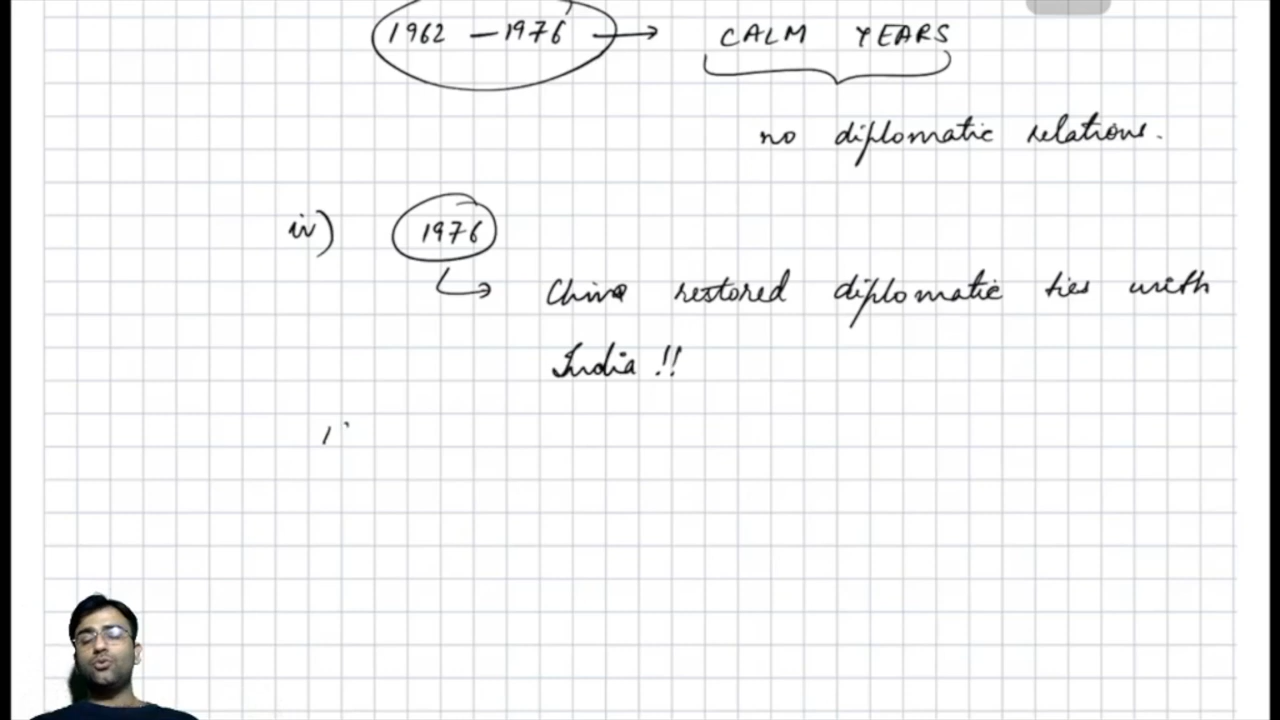 1962 — 1976 → CALM YEARS
no diplomatic relations.
iv) 1976
↳ China restored diplomatic ties with
India !!